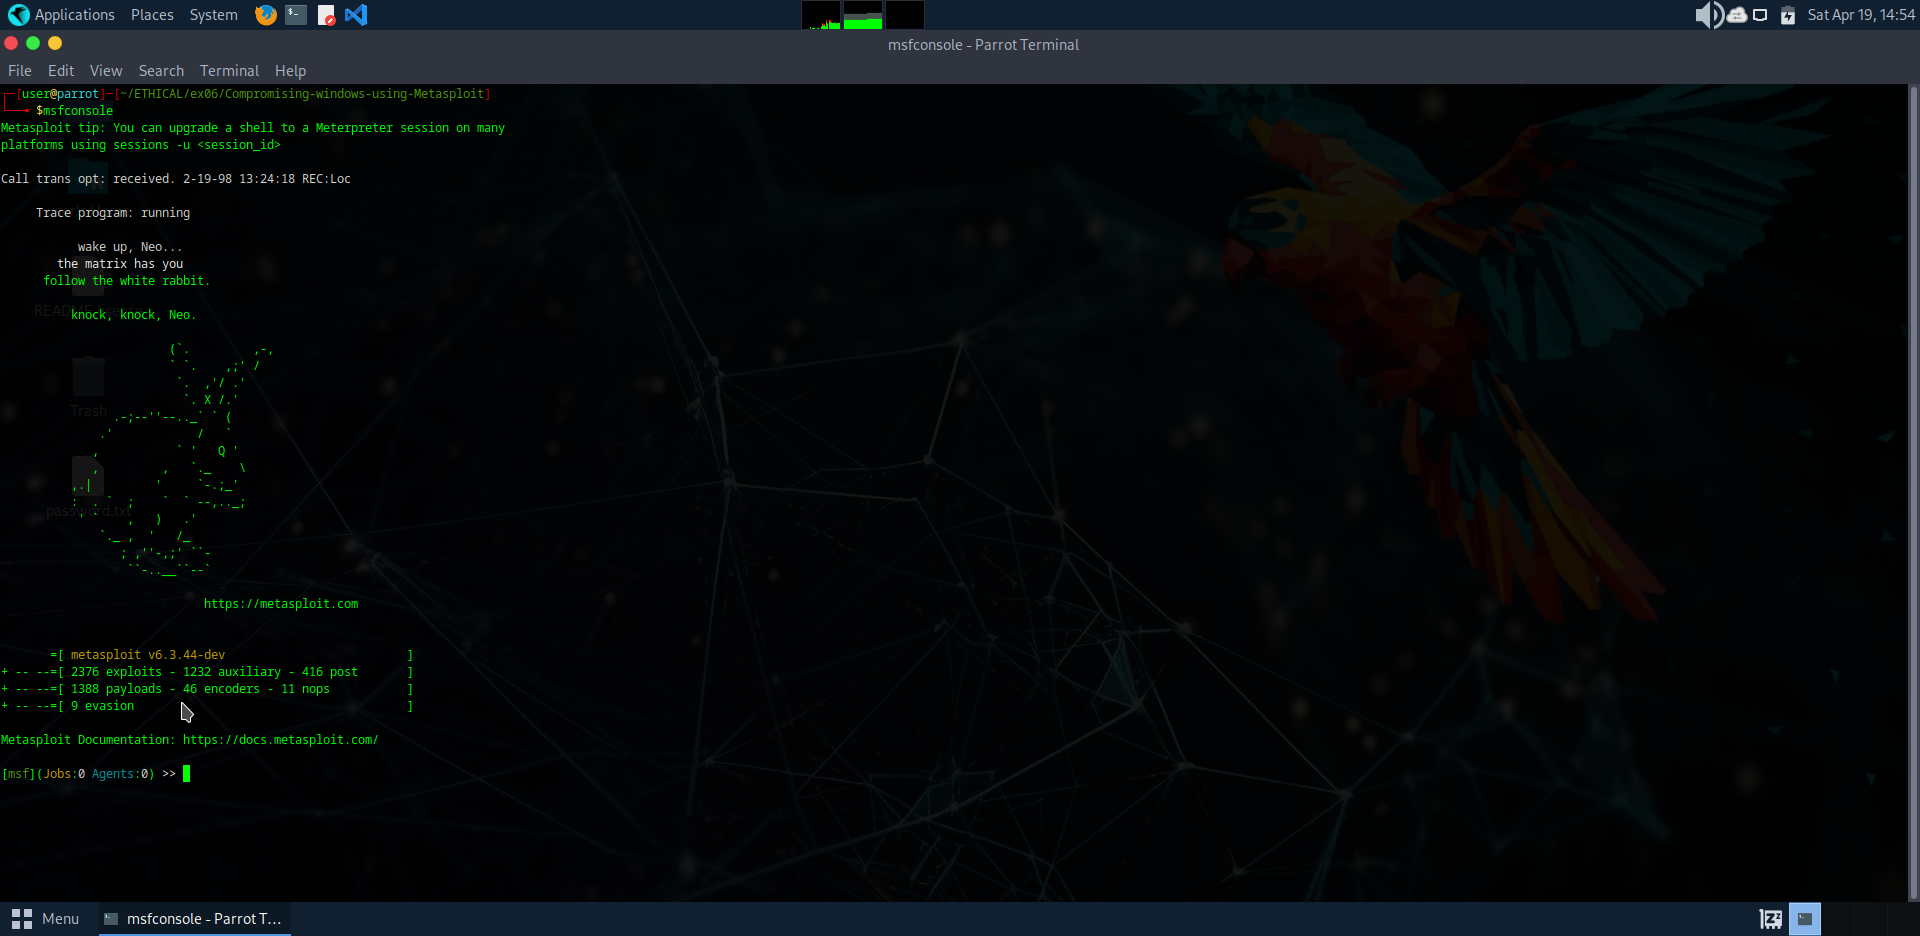 Applications Places System
Sat Apr 19, 14:54
msfconsole - Parrot Terminal
File Edit View Search Terminal Help
┌─[user@parrot]─[~/ETHICAL/ex06/Compromising-windows-using-Metasploit]
└──╼ $msfconsole
Metasploit tip: You can upgrade a shell to a Meterpreter session on many
platforms using sessions -u <session_id>
Call trans opt: received. 2-19-98 13:24:18 REC:Loc
Trace program: running
wake up, Neo...
the matrix has you
follow the white rabbit.
knock, knock, Neo.
Trash
password.txt
https://metasploit.com
=[ metasploit v6.3.44-dev ]
+ -- --=[ 2376 exploits - 1232 auxiliary - 416 post ]
+ -- --=[ 1388 payloads - 46 encoders - 11 nops ]
+ -- --=[ 9 evasion ]
Metasploit Documentation: https://docs.metasploit.com/
[msf](Jobs:0 Agents:0) >>
Menu msfconsole - Parrot T...